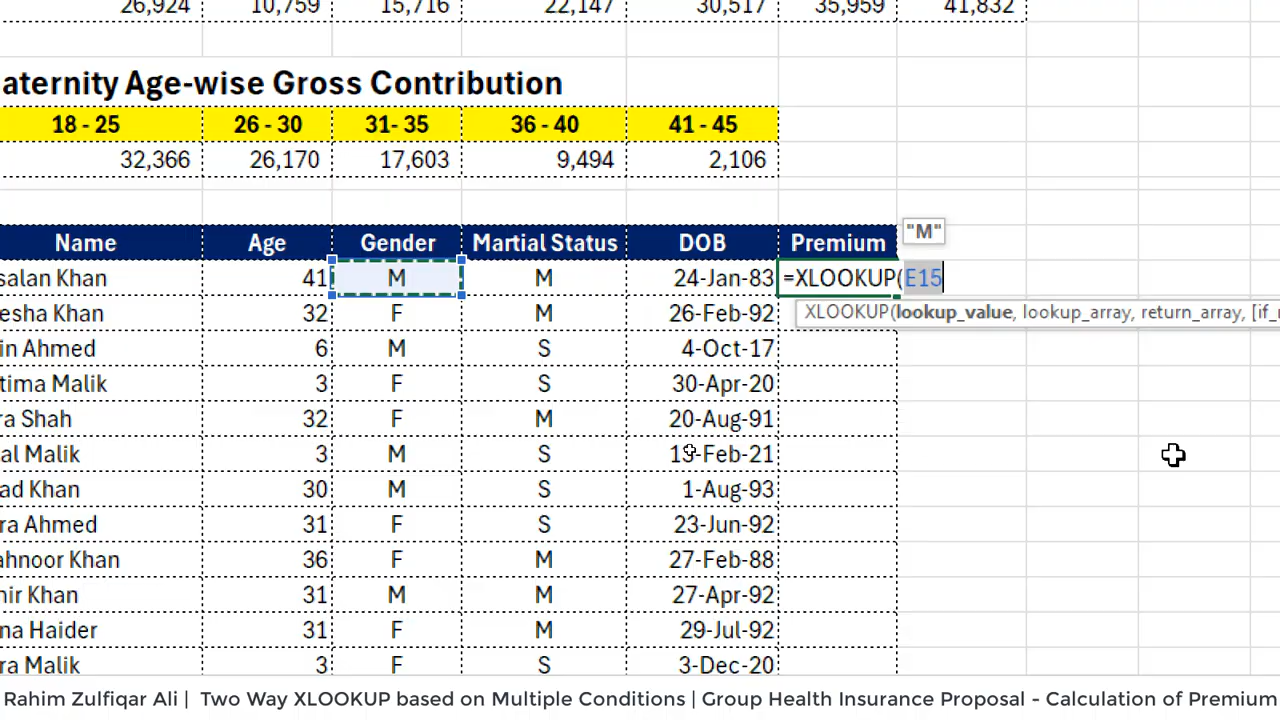 26,924 10,759 15,716 22,147 30,517 35,959 41,832
aternity Age-wise Gross Contribution
18 - 25 26 - 30 31- 35 36 - 40 41 - 45
32,366 26,170 17,603 9,494 2,106
Name Age Gender Martial Status DOB Premium "M"
salan Khan 41 M M 24-Jan-83 =XLOOKUP(E15
esha Khan 32 F M 26-Feb-92 XLOOKUP(lookup_value, lookup_array, return_array, [if_n
in Ahmed 6 M S 4-Oct-17
tima Malik 3 F S 30-Apr-20
ra Shah 32 F M 20-Aug-91
al Malik 3 M S 19-Feb-21
ad Khan 30 M S 1-Aug-93
ra Ahmed 31 F S 23-Jun-92
ahnoor Khan 36 F M 27-Feb-88
hir Khan 31 M M 27-Apr-92
na Haider 31 F M 29-Jul-92
ra Malik 3 F S 3-Dec-20
Rahim Zulfiqar Ali | Two Way XLOOKUP based on Multiple Conditions | Group Health Insurance Proposal - Calculation of Premium